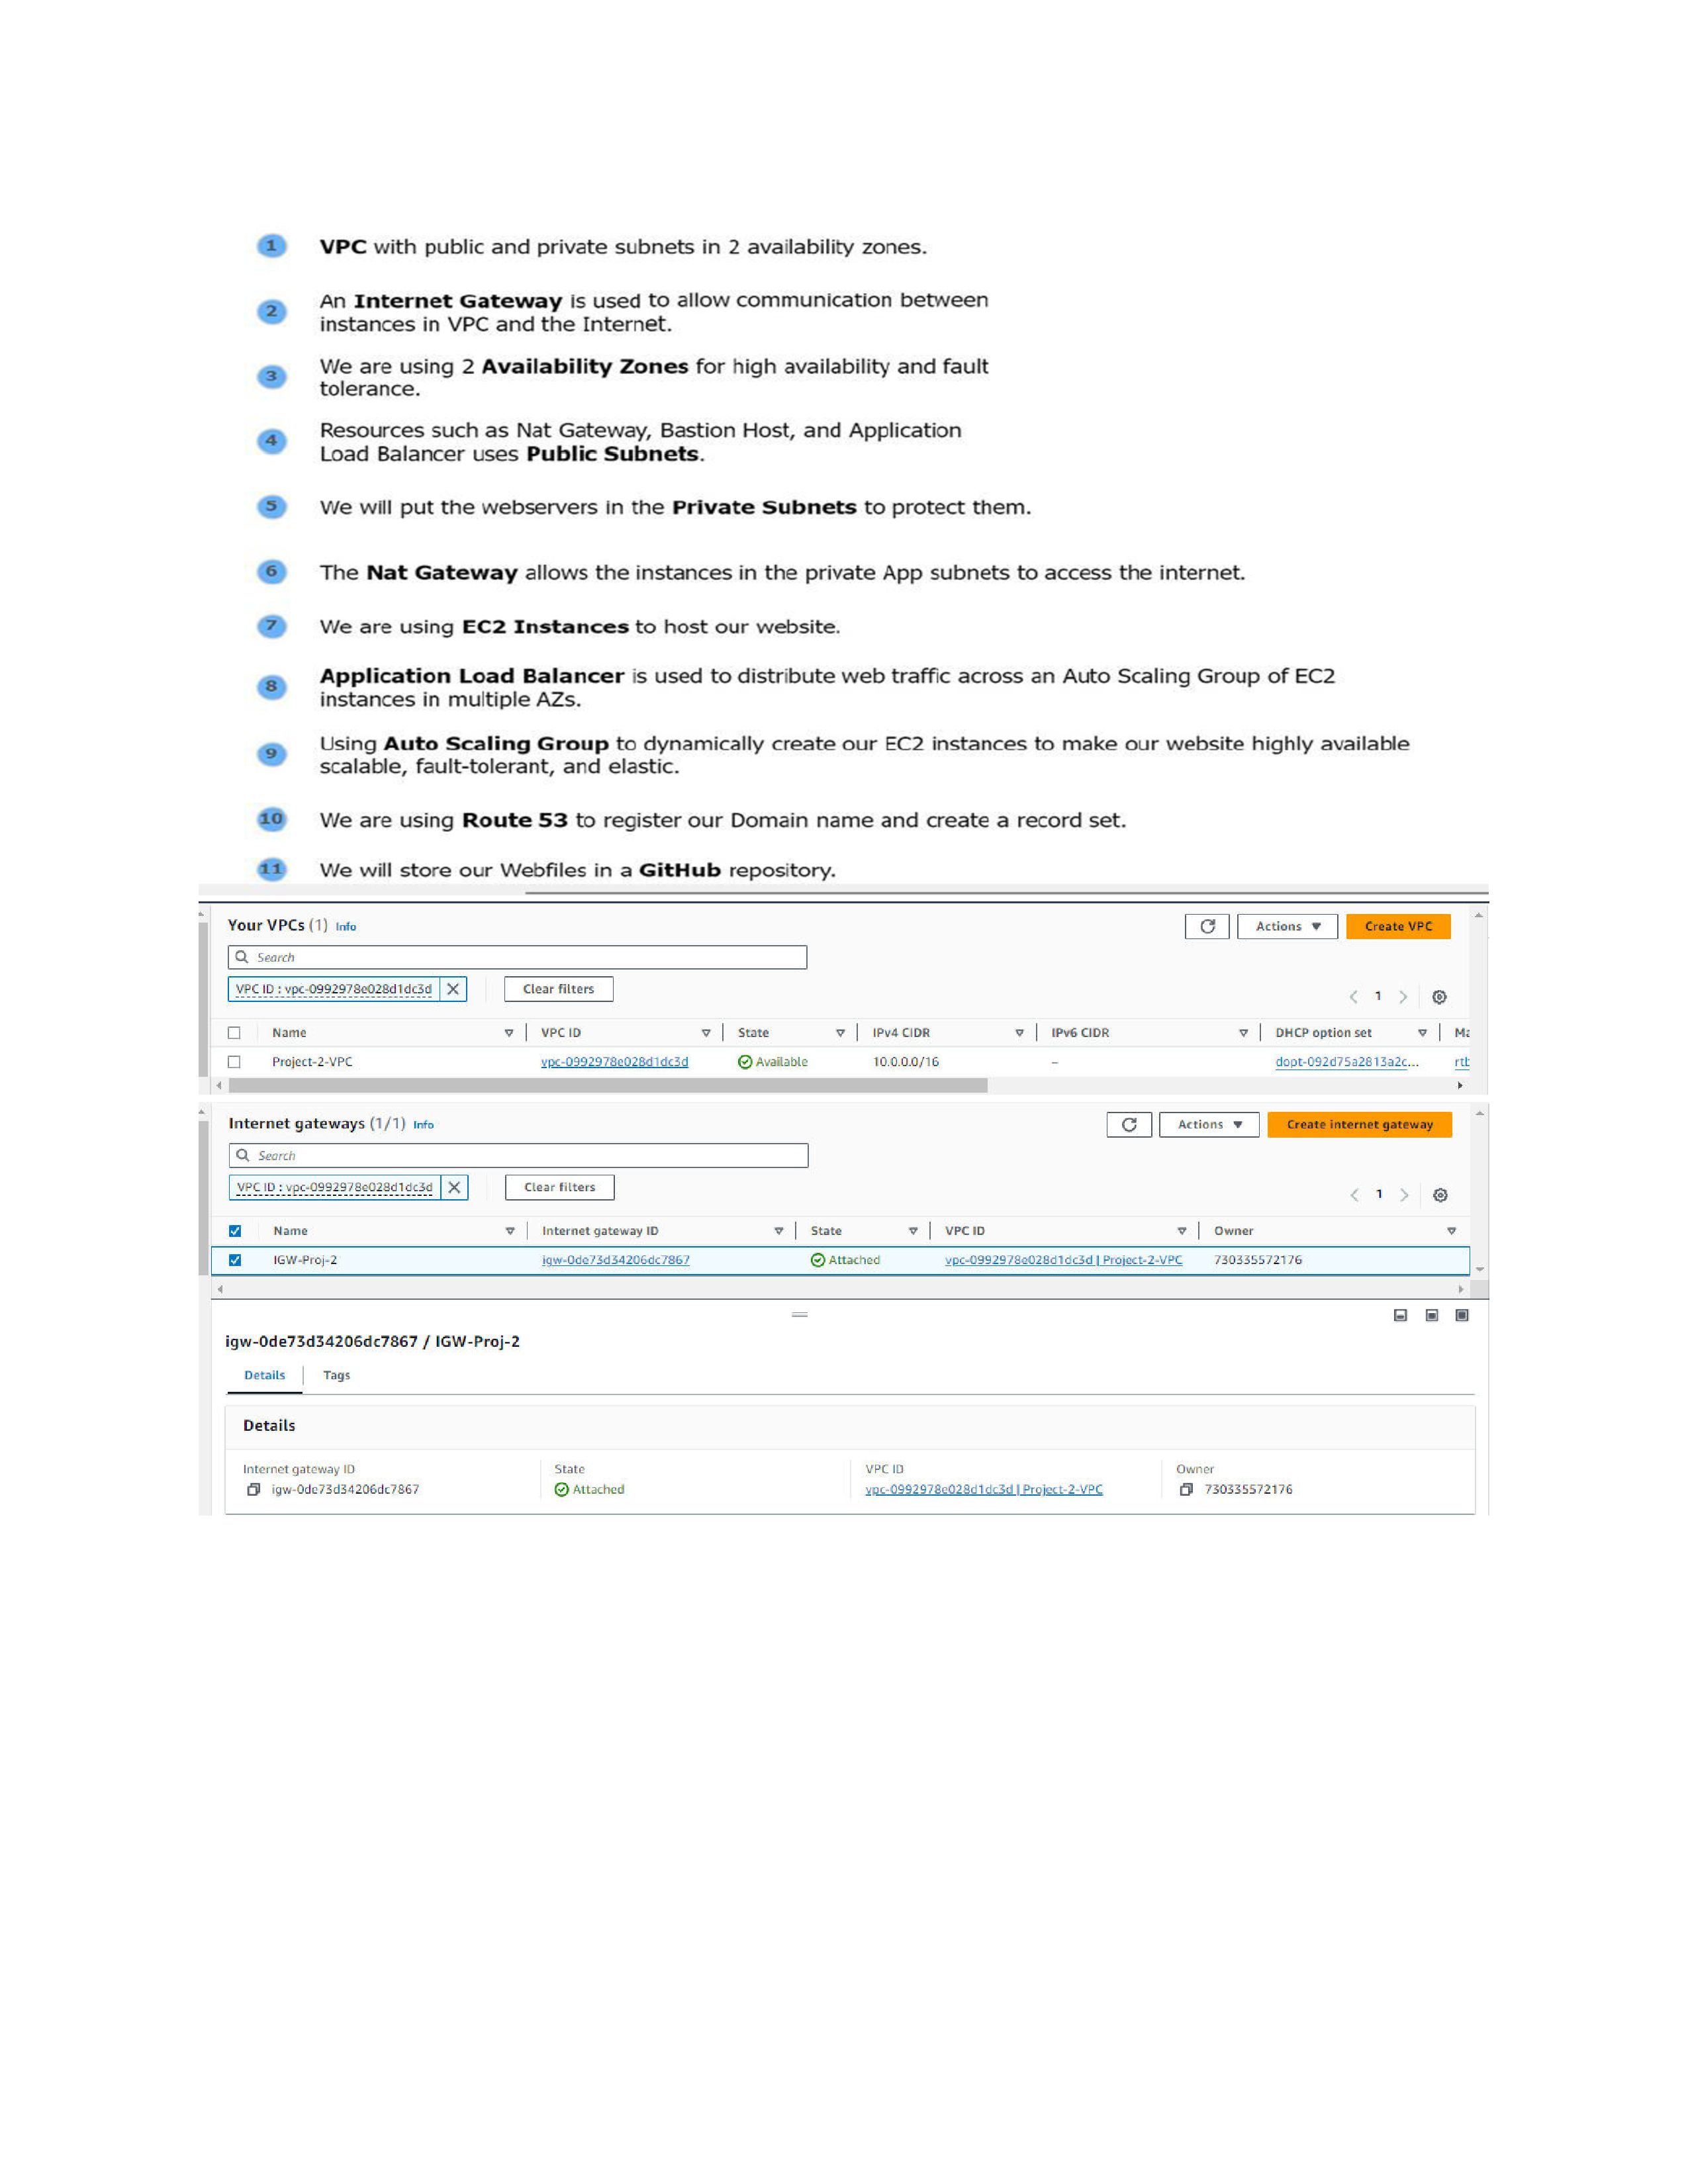 1 VPC with public and private subnets in 2 availability zones.
2 An Internet Gateway is used to allow communication between
instances in VPC and the Internet.
3 We are using 2 Availability Zones for high availability and fault
tolerance.
4 Resources such as Nat Gateway, Bastion Host, and Application
Load Balancer uses Public Subnets.
5 We will put the webservers in the Private Subnets to protect them.
6 The Nat Gateway allows the instances in the private App subnets to access the internet.
7 We are using EC2 Instances to host our website.
8 Application Load Balancer is used to distribute web traffic across an Auto Scaling Group of EC2
instances in multiple AZs.
9 Using Auto Scaling Group to dynamically create our EC2 instances to make our website highly available
scalable, fault-tolerant, and elastic.
10 We are using Route 53 to register our Domain name and create a record set.
11 We will store our Webfiles in a GitHub repository.
Your VPCs (1) Info Actions Create VPC
Search
VPC ID : vpc-0992978e028d1dc3d Clear filters 1
Name VPC ID State IPv4 CIDR IPv6 CIDR DHCP option set Ma
Project-2-VPC vpc-0992978e028d1dc3d Available 10.0.0.0/16 – dopt-092d75a2813a2c... rtb
Internet gateways (1/1) Info Actions Create internet gateway
Search
VPC ID : vpc-0992978e028d1dc3d Clear filters 1
Name Internet gateway ID State VPC ID Owner
IGW-Proj-2 igw-0de73d34206dc7867 Attached vpc-0992978e028d1dc3d | Project-2-VPC 730335572176
igw-0de73d34206dc7867 / IGW-Proj-2
Details Tags
Details
Internet gateway ID State VPC ID Owner
igw-0de73d34206dc7867 Attached vpc-0992978e028d1dc3d | Project-2-VPC 730335572176